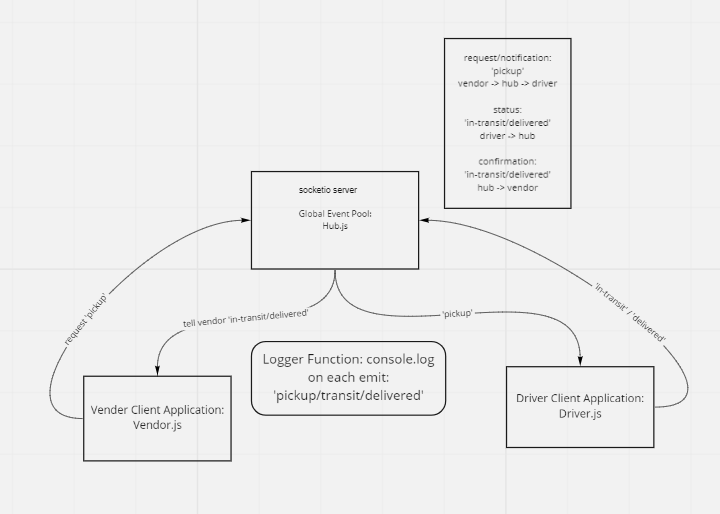 request/notification:
'pickup'
vendor -> hub -> driver
status:
'in-transit/delivered'
driver -> hub
confirmation:
'in-transit/delivered'
hub -> vendor
socketio server
Global Event Pool:
Hub.js
request 'pickup'
tell vendor 'in-transit/delivered'
'pickup'
'in-transit' / 'delivered'
Logger Function: console.log
on each emit:
'pickup/transit/delivered'
Vender Client Application:
Vendor.js
Driver Client Application:
Driver.js